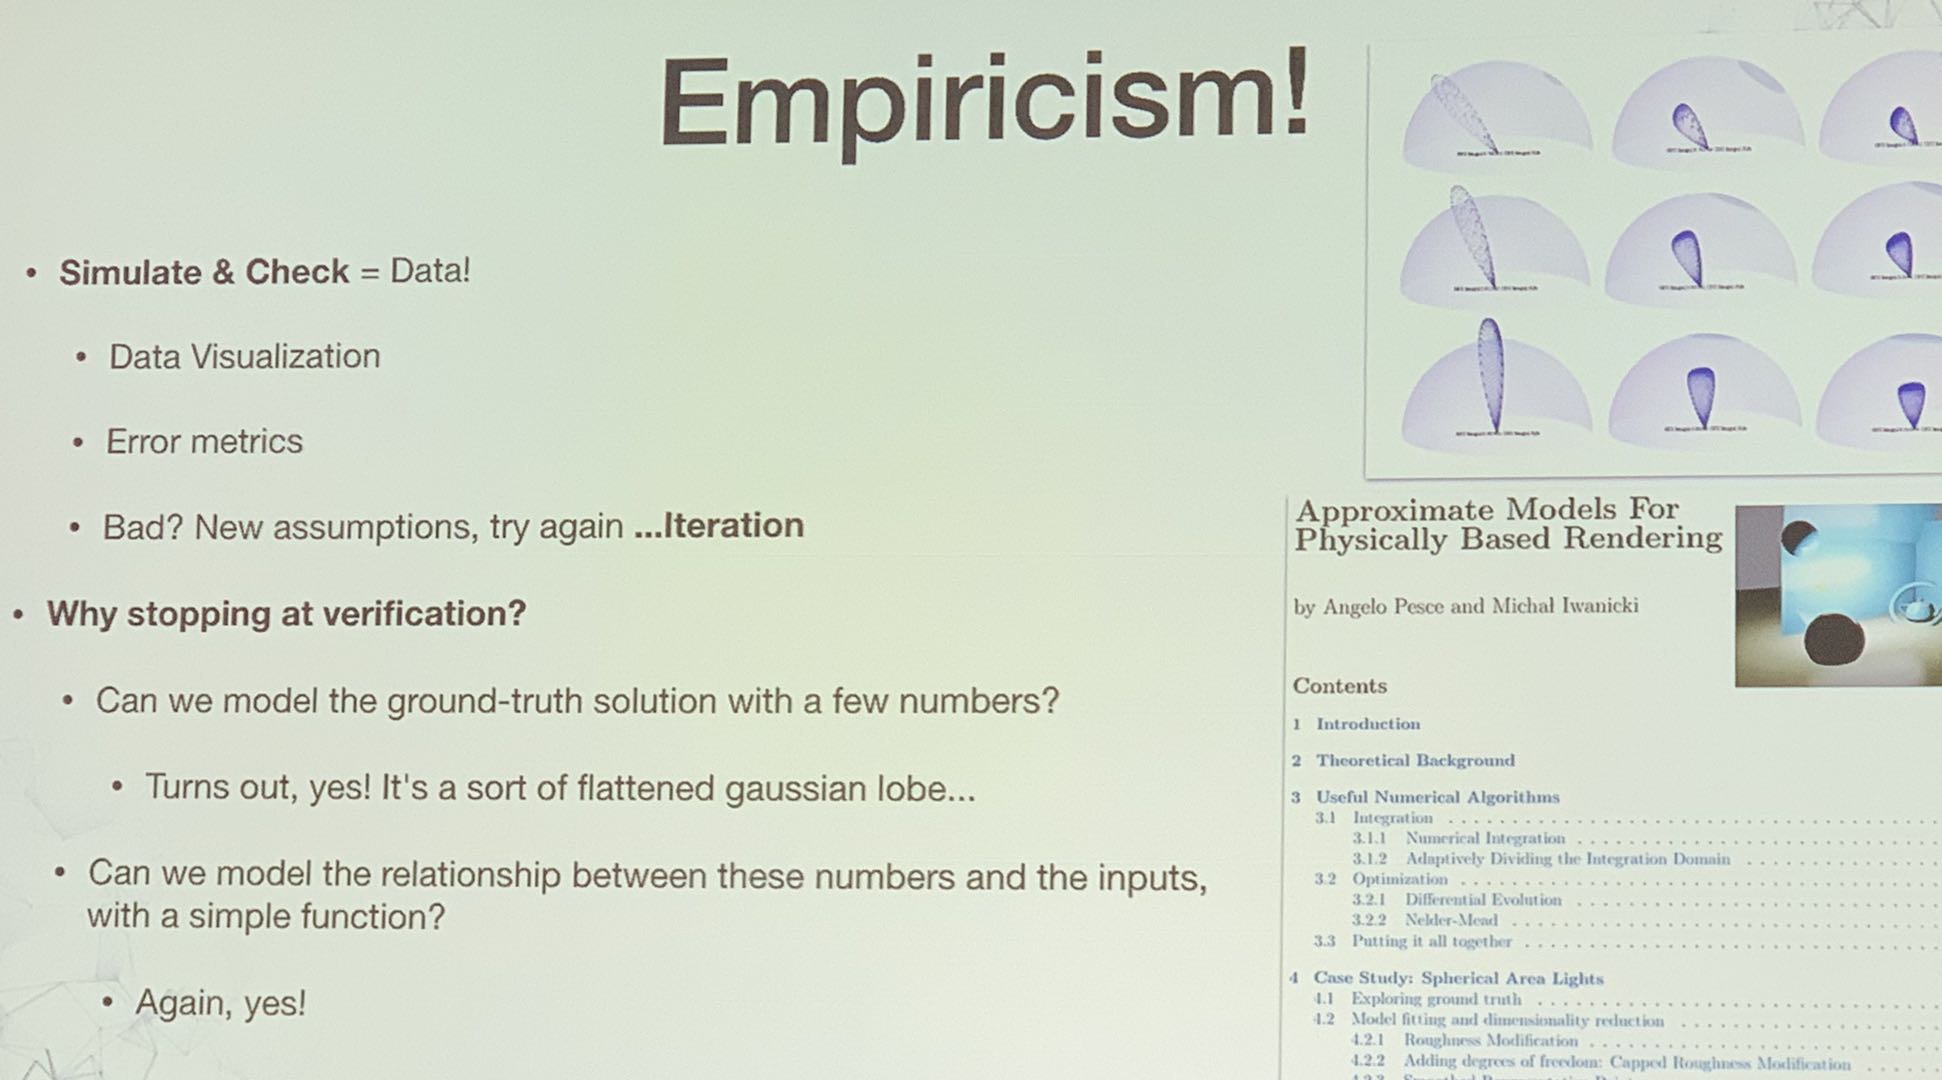 Empiricism!
• Simulate & Check = Data!
• Data Visualization
• Error metrics
• Bad? New assumptions, try again ...Iteration
• Why stopping at verification?
• Can we model the ground-truth solution with a few numbers?
• Turns out, yes! It's a sort of flattened gaussian lobe...
• Can we model the relationship between these numbers and the inputs,
with a simple function?
• Again, yes!
Approximate Models For
Physically Based Rendering
by Angelo Pesce and Michał Iwanicki
Contents
1 Introduction
2 Theoretical Background
3 Useful Numerical Algorithms
3.1 Integration
3.1.1 Numerical Integration
3.1.2 Adaptively Dividing the Integration Domain
3.2 Optimization
3.2.1 Differential Evolution
3.2.2 Nelder-Mead
3.3 Putting it all together
4 Case Study: Spherical Area Lights
4.1 Exploring ground truth
4.2 Model fitting and dimensionality reduction
4.2.1 Roughness Modification
4.2.2 Adding degrees of freedom: Capped Roughness Modification